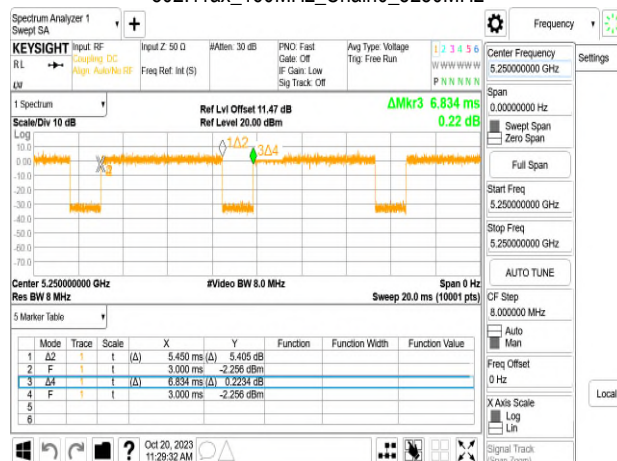 Spectrum Analyzer 1
Swept SA
Frequency
Settings
KEYSIGHT Input: RF Input Z: 50 Ω #Atten: 30 dB PNO: Fast Avg Type: Voltage 1 2 3 4 5 6
RL Coupling: DC Gate: Off Trig: Free Run W W W W W W
Align: Auto/No RF Freq Ref: Int (S) IF Gain: Low P N N N N N
Sig Track: Off
1 Spectrum Ref Lvl Offset 11.47 dB ΔMkr3 6.834 ms
Scale/Div 10 dB Ref Level 20.00 dBm 0.22 dB
Log
10.0
0.00
-10.0
-20.0
-30.0
-40.0
-50.0
-60.0
-70.0
1Δ2
3Δ4
Center 5.250000000 GHz #Video BW 8.0 MHz Span 0 Hz
Res BW 8 MHz Sweep 20.0 ms (10001 pts)
5 Marker Table
Mode Trace Scale X Y Function Function Width Function Value
1 Δ2 1 t (Δ) 5.450 ms (Δ) 5.405 dB
2 F 1 t 3.000 ms -2.256 dBm
3 Δ4 1 t (Δ) 6.834 ms (Δ) 0.2234 dB
4 F 1 t 3.000 ms -2.256 dBm
5
6
Oct 20, 2023
11:29:32 AM
Center Frequency
5.250000000 GHz
Span
0.00000000 Hz
Swept Span
Zero Span
Full Span
Start Freq
5.250000000 GHz
Stop Freq
5.250000000 GHz
AUTO TUNE
CF Step
8.000000 MHz
Auto
Man
Freq Offset
0 Hz
X Axis Scale
Log
Lin
Local
Signal Track
(Span Zoom)